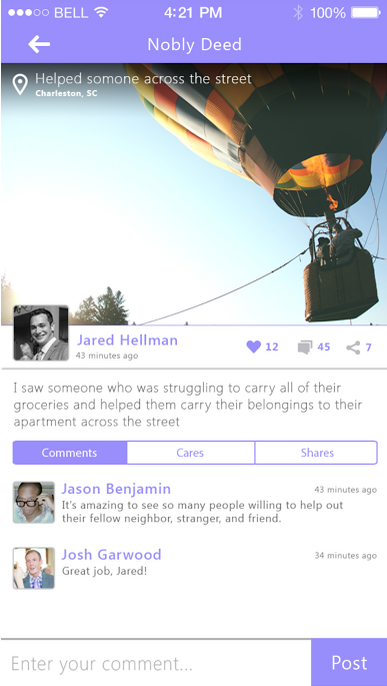 BELL 4:21 PM 100%
Nobly Deed
Helped somone across the street
Charleston, SC
Jared Hellman
43 minutes ago
12 45 7
I saw someone who was struggling to carry all of their
groceries and helped them carry their belongings to their
apartment across the street
Comments Cares Shares
Jason Benjamin 43 minutes ago
It's amazing to see so many people willing to help out
their fellow neighbor, stranger, and friend.
Josh Garwood 34 minutes ago
Great job, Jared!
Enter your comment... Post